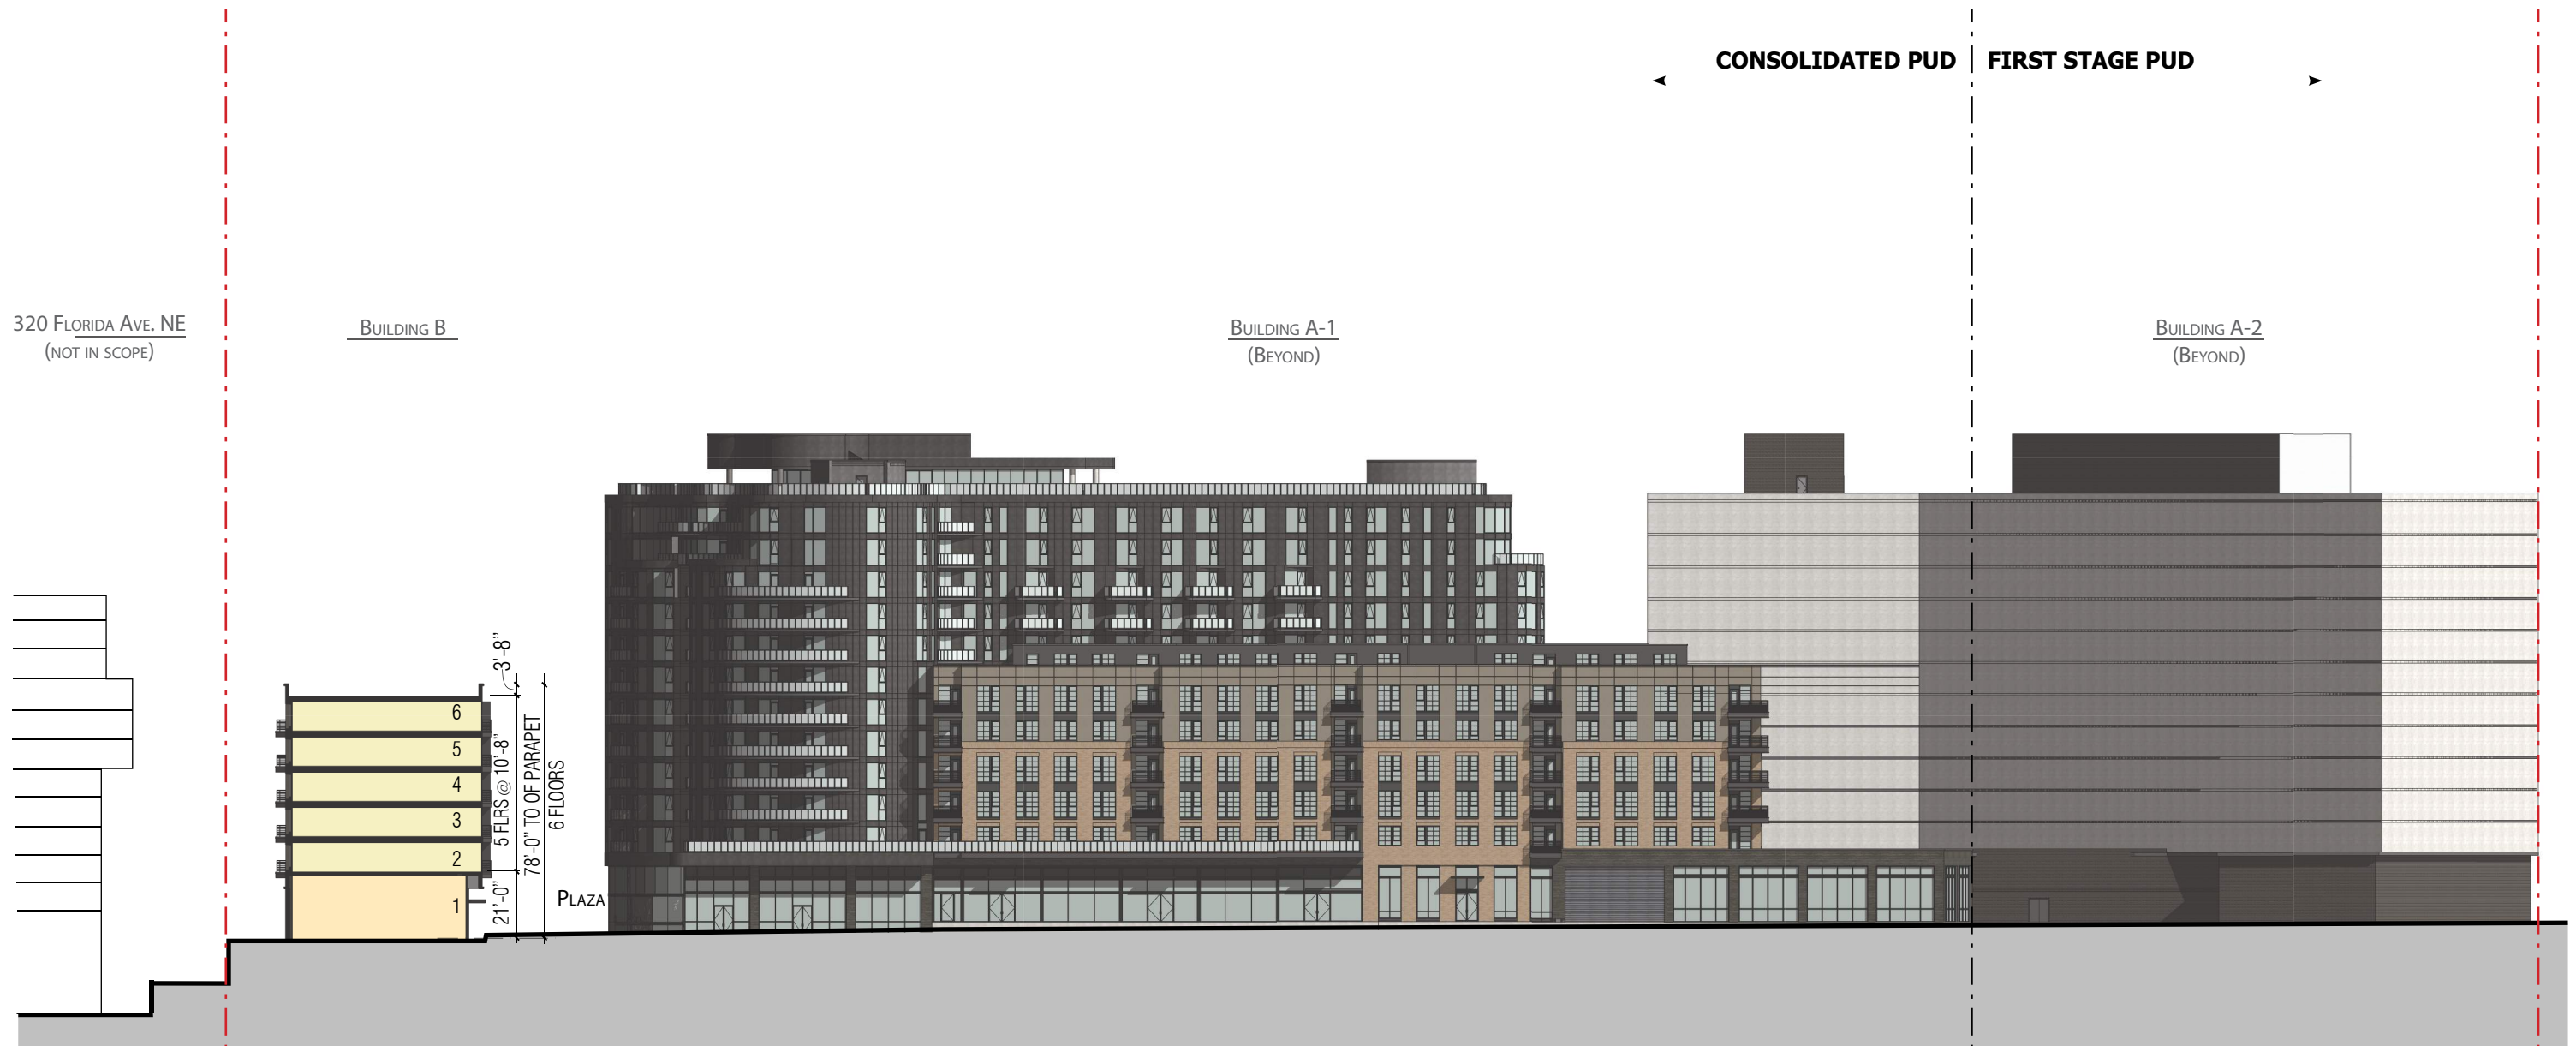 CONSOLIDATED PUD
FIRST STAGE PUD
320 Florida Ave. NE
(not in scope)
Building B
Building A-1
(Beyond)
Building A-2
(Beyond)
3'-8"
6
5
4
3
2
1
5 FLRS @ 10'-8"
21'-0"
78'-0" TO OF PARAPET
6 FLOORS
Plaza